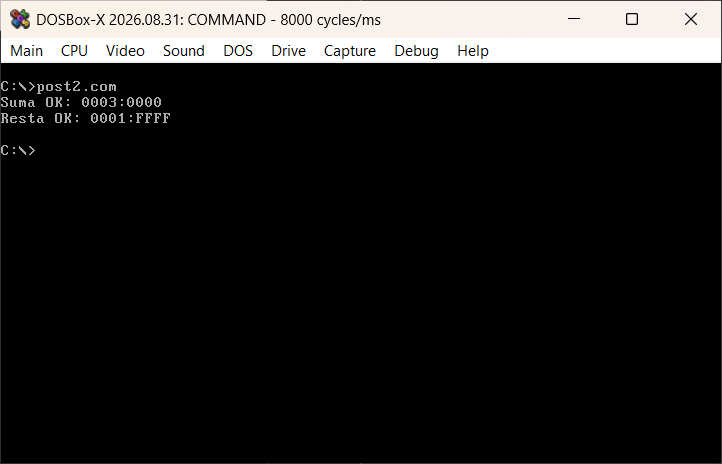 DOSBox-X 2026.08.31: COMMAND - 8000 cycles/ms
Main CPU Video Sound DOS Drive Capture Debug Help
C:\>post2.com
Suma OK: 0003:0000
Resta OK: 0001:FFFF
C:\>